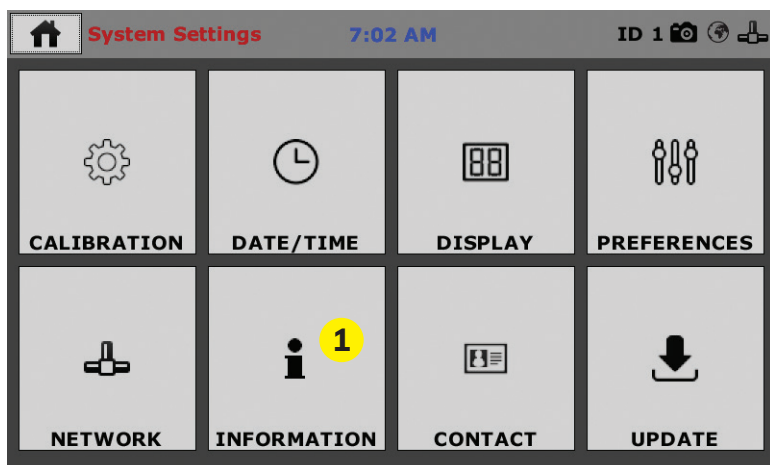 System Settings 7:02 AM ID 1
CALIBRATION DATE/TIME DISPLAY PREFERENCES
1
NETWORK INFORMATION CONTACT UPDATE